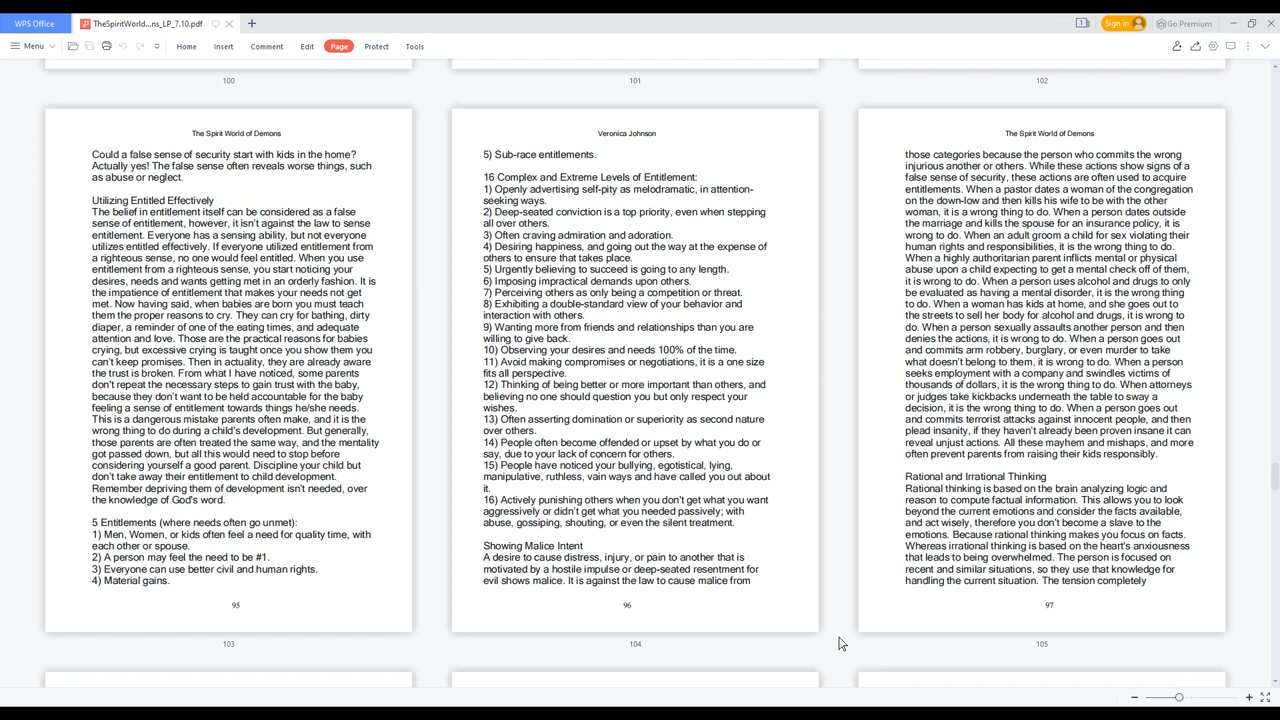 WPS Office
TheSpiritWorld...ns_LP_7.10.pdf
1
Sign in
Go Premium
Menu
Home
Insert
Comment
Edit
Page
Protect
Tools
100
101
102
The Spirit World of Demons
Could a false sense of security start with kids in the home?
Actually yes! The false sense often reveals worse things, such
as abuse or neglect.
Utilizing Entitled Effectively
The belief in entitlement itself can be considered as a false
sense of entitlement, however, it isn't against the law to sense
entitlement. Everyone has a sensing ability, but not everyone
utilizes entitled effectively. If everyone utilized entitlement from
a righteous sense, no one would feel entitled. When you use
entitlement from a righteous sense, you start noticing your
desires, needs and wants getting met in an orderly fashion. It is
the impatience of entitlement that makes your needs not get
met. Now having said, when babies are born you must teach
them the proper reasons to cry. They can cry for bathing, dirty
diaper, a reminder of one of the eating times, and adequate
attention and love. Those are the practical reasons for babies
crying, but excessive crying is taught once you show them you
can't keep promises. Then in actuality, they are already aware
the trust is broken. From what I have noticed, some parents
don't repeat the necessary steps to gain trust with the baby,
because they don't want to be held accountable for the baby
feeling a sense of entitlement towards things he/she needs.
This is a dangerous mistake parents often make, and it is the
wrong thing to do during a child's development. But generally,
those parents are often treated the same way, and the mentality
got passed down, but all this would need to stop before
considering yourself a good parent. Discipline your child but
don't take away their entitlement to child development.
Remember depriving them of development isn't needed, over
the knowledge of God's word.
5 Entitlements (where needs often go unmet):
1) Men, Women, or kids often feel a need for quality time, with
each other or spouse.
2) A person may feel the need to be #1.
3) Everyone can use better civil and human rights.
4) Material gains.
95
103
Veronica Johnson
5) Sub-race entitlements.
16 Complex and Extreme Levels of Entitlement:
1) Openly advertising self-pity as melodramatic, in attention-
seeking ways.
2) Deep-seated conviction is a top priority, even when stepping
all over others.
3) Often craving admiration and adoration.
4) Desiring happiness, and going out the way at the expense of
others to ensure that takes place.
5) Urgently believing to succeed is going to any length.
6) Imposing impractical demands upon others.
7) Perceiving others as only being a competition or threat.
8) Exhibiting a double-standard view of your behavior and
interaction with others.
9) Wanting more from friends and relationships than you are
willing to give back.
10) Observing your desires and needs 100% of the time.
11) Avoid making compromises or negotiations, it is a one size
fits all perspective.
12) Thinking of being better or more important than others, and
believing no one should question you but only respect your
wishes.
13) Often asserting domination or superiority as second nature
over others.
14) People often become offended or upset by what you do or
say, due to your lack of concern for others.
15) People have noticed your bullying, egotistical, lying,
manipulative, ruthless, vain ways and have called you out about
it.
16) Actively punishing others when you don't get what you want
aggressively or didn't get what you needed passively; with
abuse, gossiping, shouting, or even the silent treatment.
Showing Malice Intent
A desire to cause distress, injury, or pain to another that is
motivated by a hostile impulse or deep-seated resentment for
evil shows malice. It is against the law to cause malice from
96
104
The Spirit World of Demons
those categories because the person who commits the wrong
injurious another or others. While these actions show signs of a
false sense of security, these actions are often used to acquire
entitlements. When a pastor dates a woman of the congregation
on the down-low and then kills his wife to be with the other
woman, it is a wrong thing to do. When a person dates outside
the marriage and kills the spouse for an insurance policy, it is
wrong to do. When an adult groom a child for sex violating their
human rights and responsibilities, it is the wrong thing to do.
When a highly authoritarian parent inflicts mental or physical
abuse upon a child expecting to get a mental check off of them,
it is wrong to do. When a person uses alcohol and drugs to only
be evaluated as having a mental disorder, it is the wrong thing
to do. When a woman has kids at home, and she goes out to
the streets to sell her body for alcohol and drugs, it is wrong to
do. When a person sexually assaults another person and then
denies the actions, it is wrong to do. When a person goes out
and commits arm robbery, burglary, or even murder to take
what doesn't belong to them, it is wrong to do. When a person
seeks employment with a company and swindles victims of
thousands of dollars, it is the wrong thing to do. When attorneys
or judges take kickbacks underneath the table to sway a
decision, it is the wrong thing to do. When a person goes out
and commits terrorist attacks against innocent people, and then
plead insanity, if they haven't already been proven insane it can
reveal unjust actions. All these mayhem and mishaps, and more
often prevent parents from raising their kids responsibly.
Rational and Irrational Thinking
Rational thinking is based on the brain analyzing logic and
reason to compute factual information. This allows you to look
beyond the current emotions and consider the facts available,
and act wisely, therefore you don't become a slave to the
emotions. Because rational thinking makes you focus on facts.
Whereas irrational thinking is based on the heart's anxiousness
that leads to being overwhelmed. The person is focused on
recent and similar situations, so they use that knowledge for
handling the current situation. The tension completely
97
105